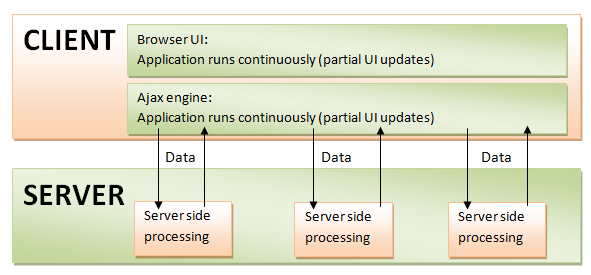 CLIENT
Browser UI:
Application runs continuously (partial UI updates)
Ajax engine:
Application runs continuously (partial UI updates)
Data
Data
Data
SERVER
Server side
processing
Server side
processing
Server side
processing